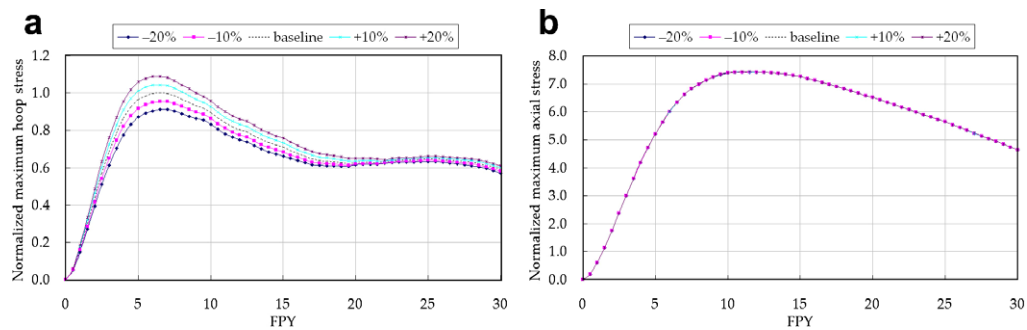 a
–20% –10% baseline +10% +20%
Normalized maximum hoop stress
1.2
1.0
0.8
0.6
0.4
0.2
0.0
0 5 10 15 20 25 30
FPY
b
–20% –10% baseline +10% +20%
Normalized maximum axial stress
8.0
7.0
6.0
5.0
4.0
3.0
2.0
1.0
0.0
0 5 10 15 20 25 30
FPY